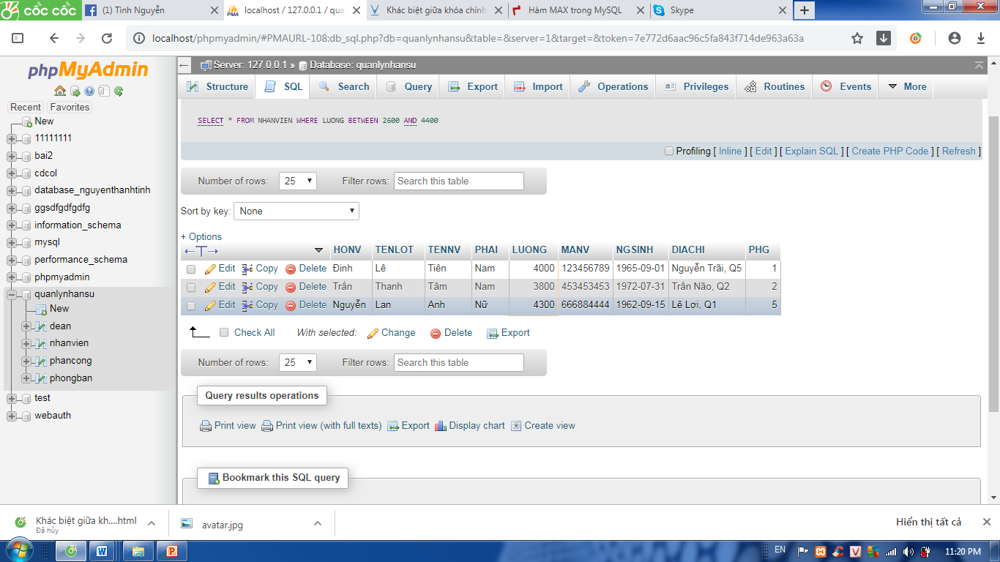 cốc cốc
(1) Tình Nguyễn
localhost / 127.0.0.1 / qua
Khác biệt giữa khóa chính
Hàm MAX trong MySQL
Skype
localhost/phpmyadmin/#PMAURL-108:db_sql.php?db=quanlynhansu&table=&server=1&target=&token=7e772d6aac96c5fa843f714de963a63a
phpMyAdmin
Recent Favorites
New
11111111
bai2
cdcol
database_nguyenthanhtinh
ggsdfgdfgdfg
information_schema
mysql
performance_schema
phpmyadmin
quanlynhansu
New
dean
nhanvien
phancong
phongban
test
webauth
Server: 127.0.0.1 » Database: quanlynhansu
Structure SQL Search Query Export Import Operations Privileges Routines Events More
SELECT * FROM NHANVIEN WHERE LUONG BETWEEN 2600 AND 4400
Profiling [ Inline ] [ Edit ] [ Explain SQL ] [ Create PHP Code ] [ Refresh ]
Number of rows: 25 Filter rows: Search this table
Sort by key: None
+ Options
←T→ HONV TENLOT TENNV PHAI LUONG MANV NGSINH DIACHI PHG
Edit Copy Delete Đinh Lê Tiên Nam 4000 123456789 1965-09-01 Nguyễn Trãi, Q5 1
Edit Copy Delete Trần Thanh Tâm Nam 3800 453453453 1972-07-31 Trần Não, Q2 2
Edit Copy Delete Nguyễn Lan Anh Nữ 4300 666884444 1962-09-15 Lê Lợi, Q1 5
Check All With selected: Change Delete Export
Number of rows: 25 Filter rows: Search this table
Query results operations
Print view Print view (with full texts) Export Display chart Create view
Bookmark this SQL query
Khác biệt giữa kh....html
Đã hủy
avatar.jpg
Hiển thị tất cả
EN
11:20 PM